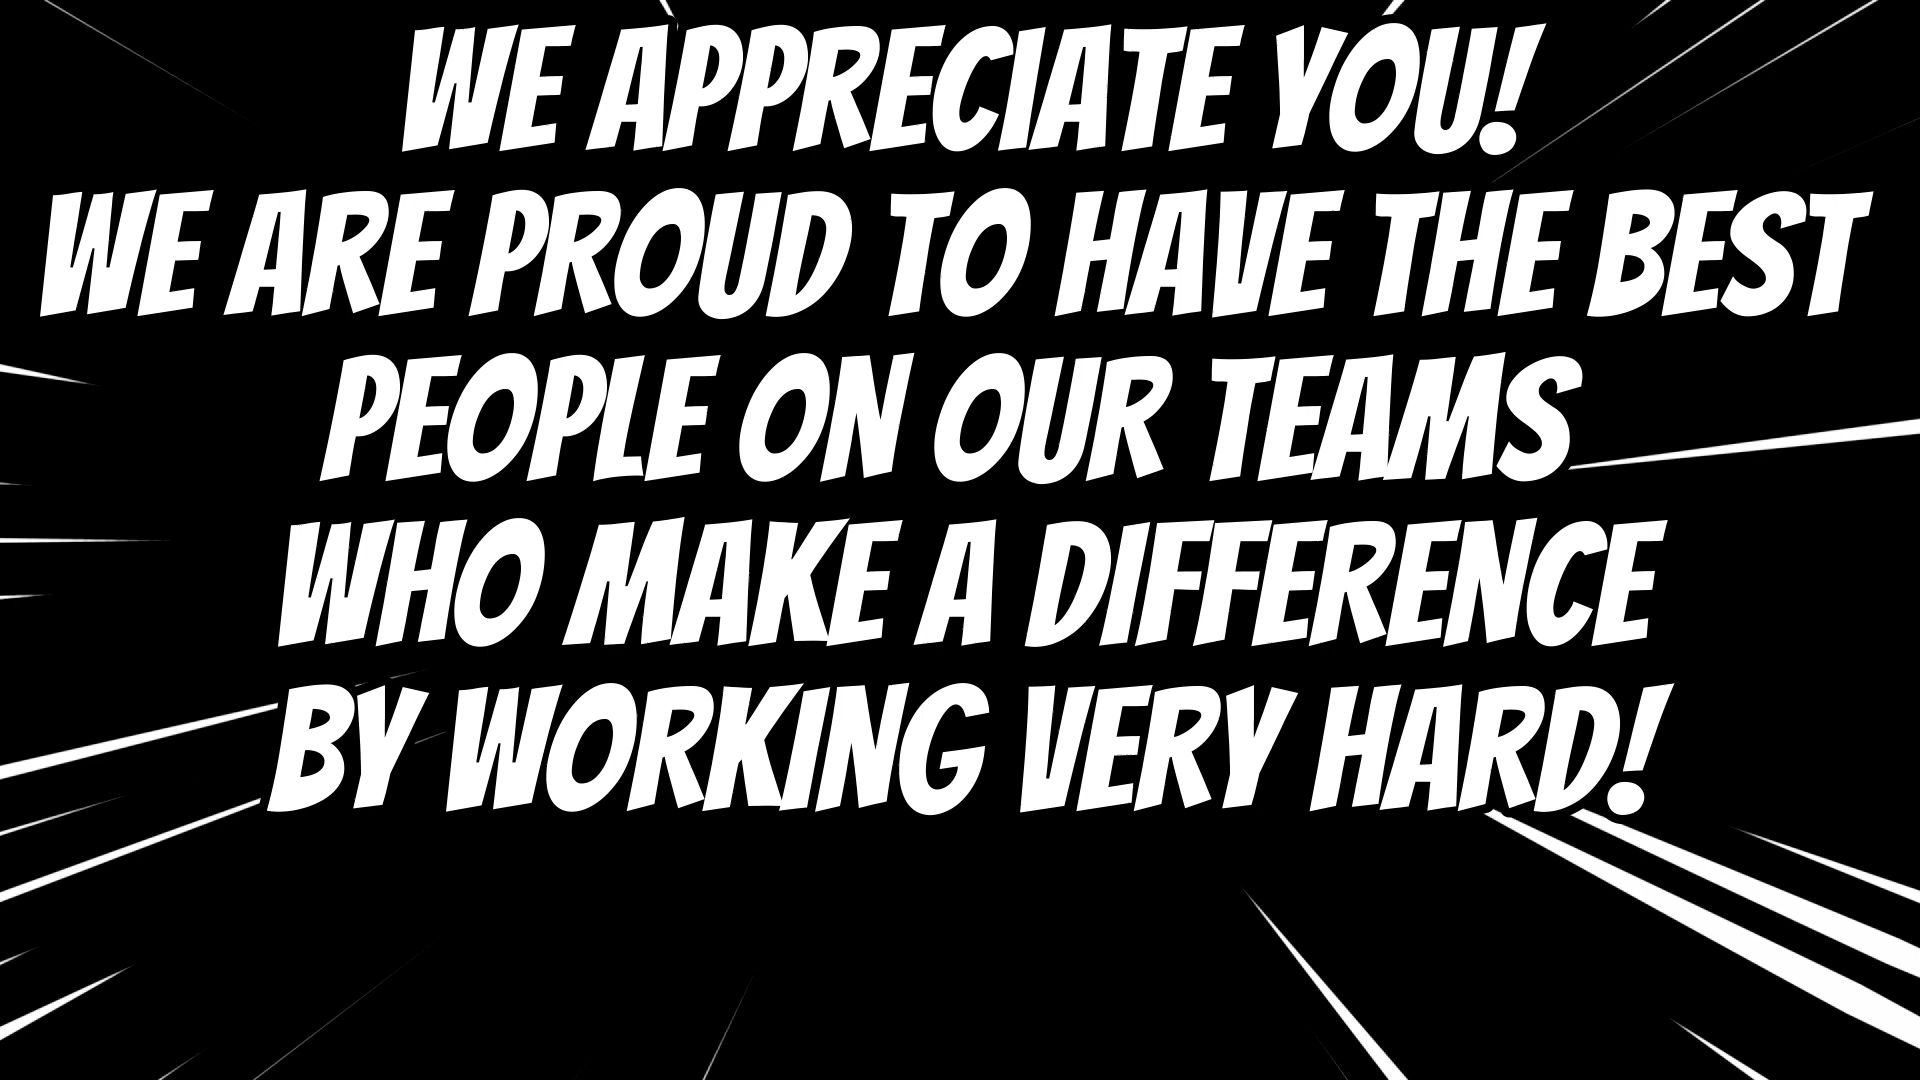 WE APPRECIATE YOU!
WE ARE PROUD TO HAVE THE BEST
PEOPLE ON OUR TEAMS
WHO MAKE A DIFFERENCE
BY WORKING VERY HARD!